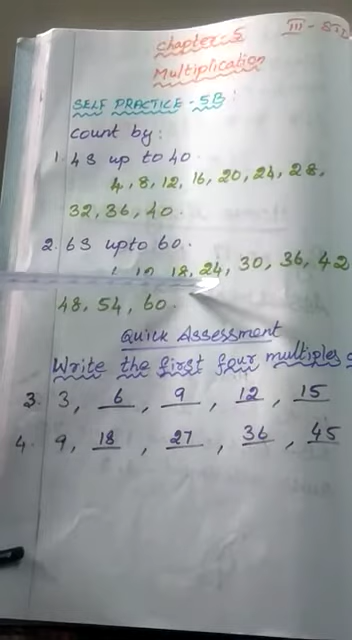 III - STD
Chapter-5
Multiplication
SELF PRACTICE - 5B:
Count by:
1. 4S up to 40.
4, 8, 12, 16, 20, 24, 28,
32, 36, 40.
2. 6S upto 60.
18, 24, 30, 36, 42
48, 54, 60.
Quick Assessment
Write the first four multiples
3. 3, 6, 9, 12, 15
4. 9, 18, 27, 36, 45